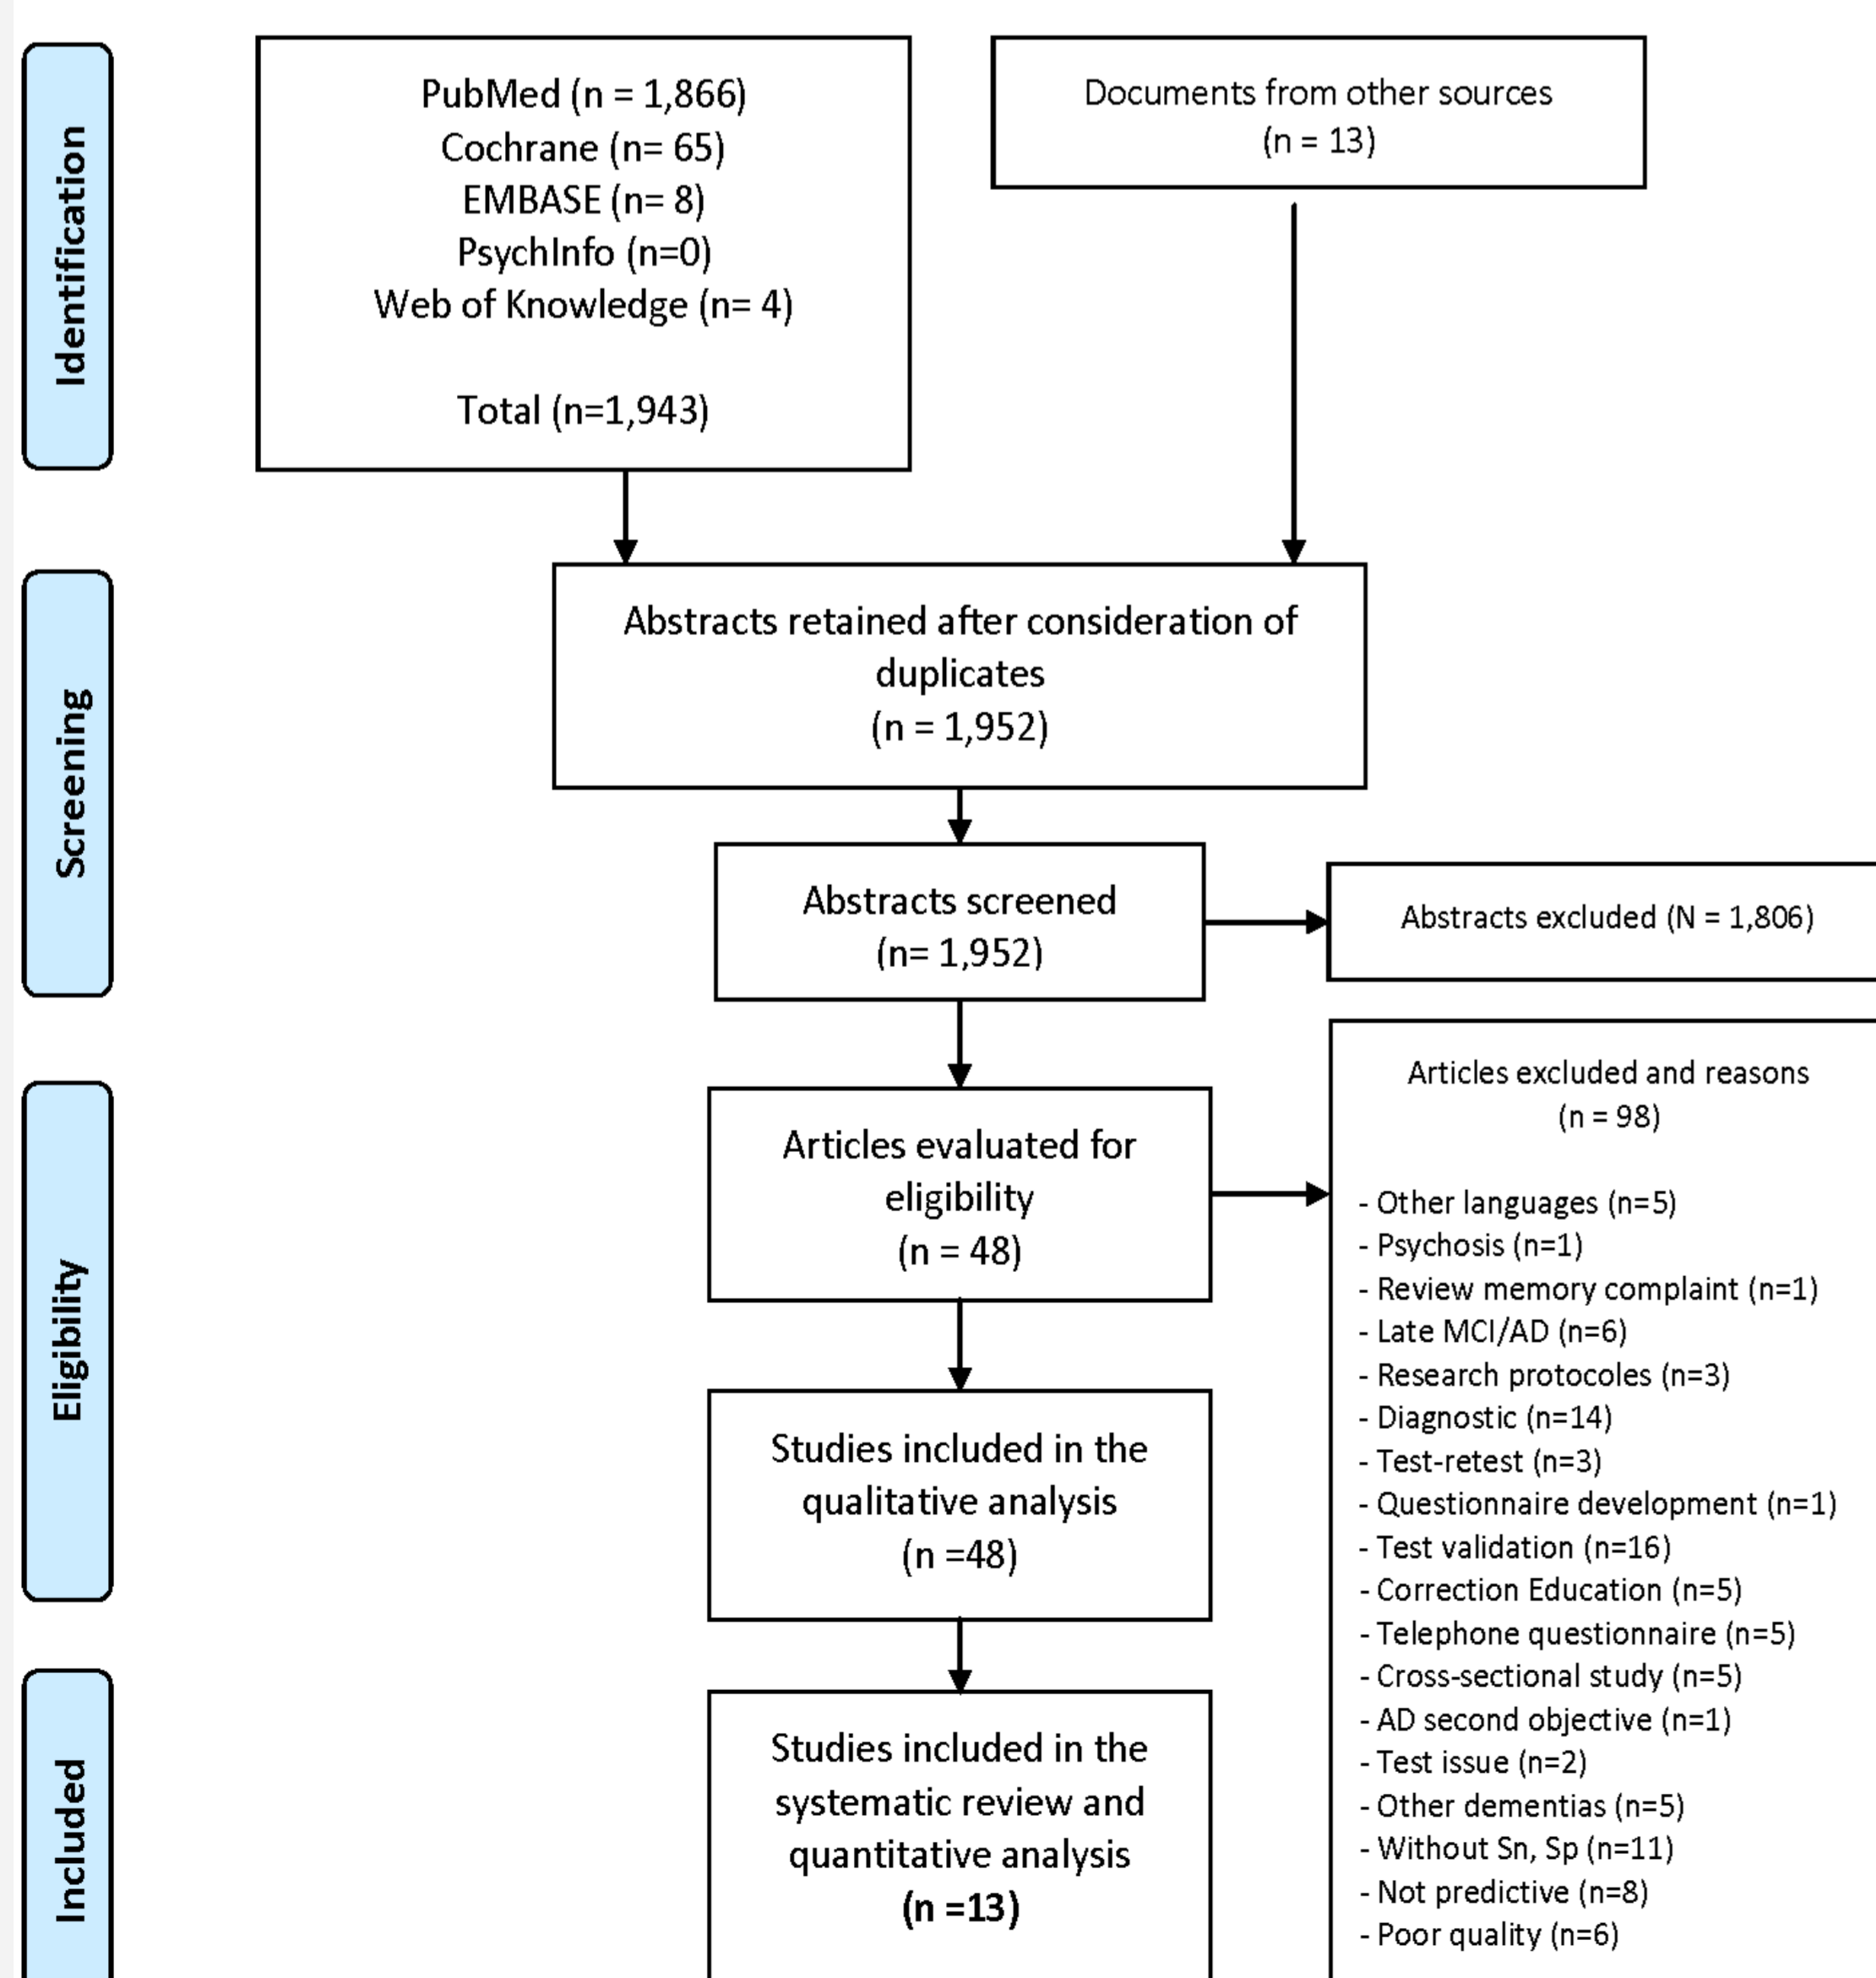 Identification
PubMed (n = 1,866)
Cochrane (n= 65)
EMBASE (n= 8)
PsychInfo (n=0)
Web of Knowledge (n= 4)
Total (n=1,943)
Documents from other sources
(n = 13)
Screening
Abstracts retained after consideration of
duplicates
(n = 1,952)
Abstracts screened
(n= 1,952)
Abstracts excluded (N = 1,806)
Eligibility
Articles evaluated for
eligibility
(n = 48)
Articles excluded and reasons
(n = 98)
- Other languages (n=5)
- Psychosis (n=1)
- Review memory complaint (n=1)
- Late MCI/AD (n=6)
- Research protocoles (n=3)
- Diagnostic (n=14)
- Test-retest (n=3)
- Questionnaire development (n=1)
- Test validation (n=16)
- Correction Education (n=5)
- Telephone questionnaire (n=5)
- Cross-sectional study (n=5)
- AD second objective (n=1)
- Test issue (n=2)
- Other dementias (n=5)
- Without Sn, Sp (n=11)
- Not predictive (n=8)
- Poor quality (n=6)
Studies included in the
qualitative analysis
(n =48)
Included
Studies included in the
systematic review and
quantitative analysis
(n =13)